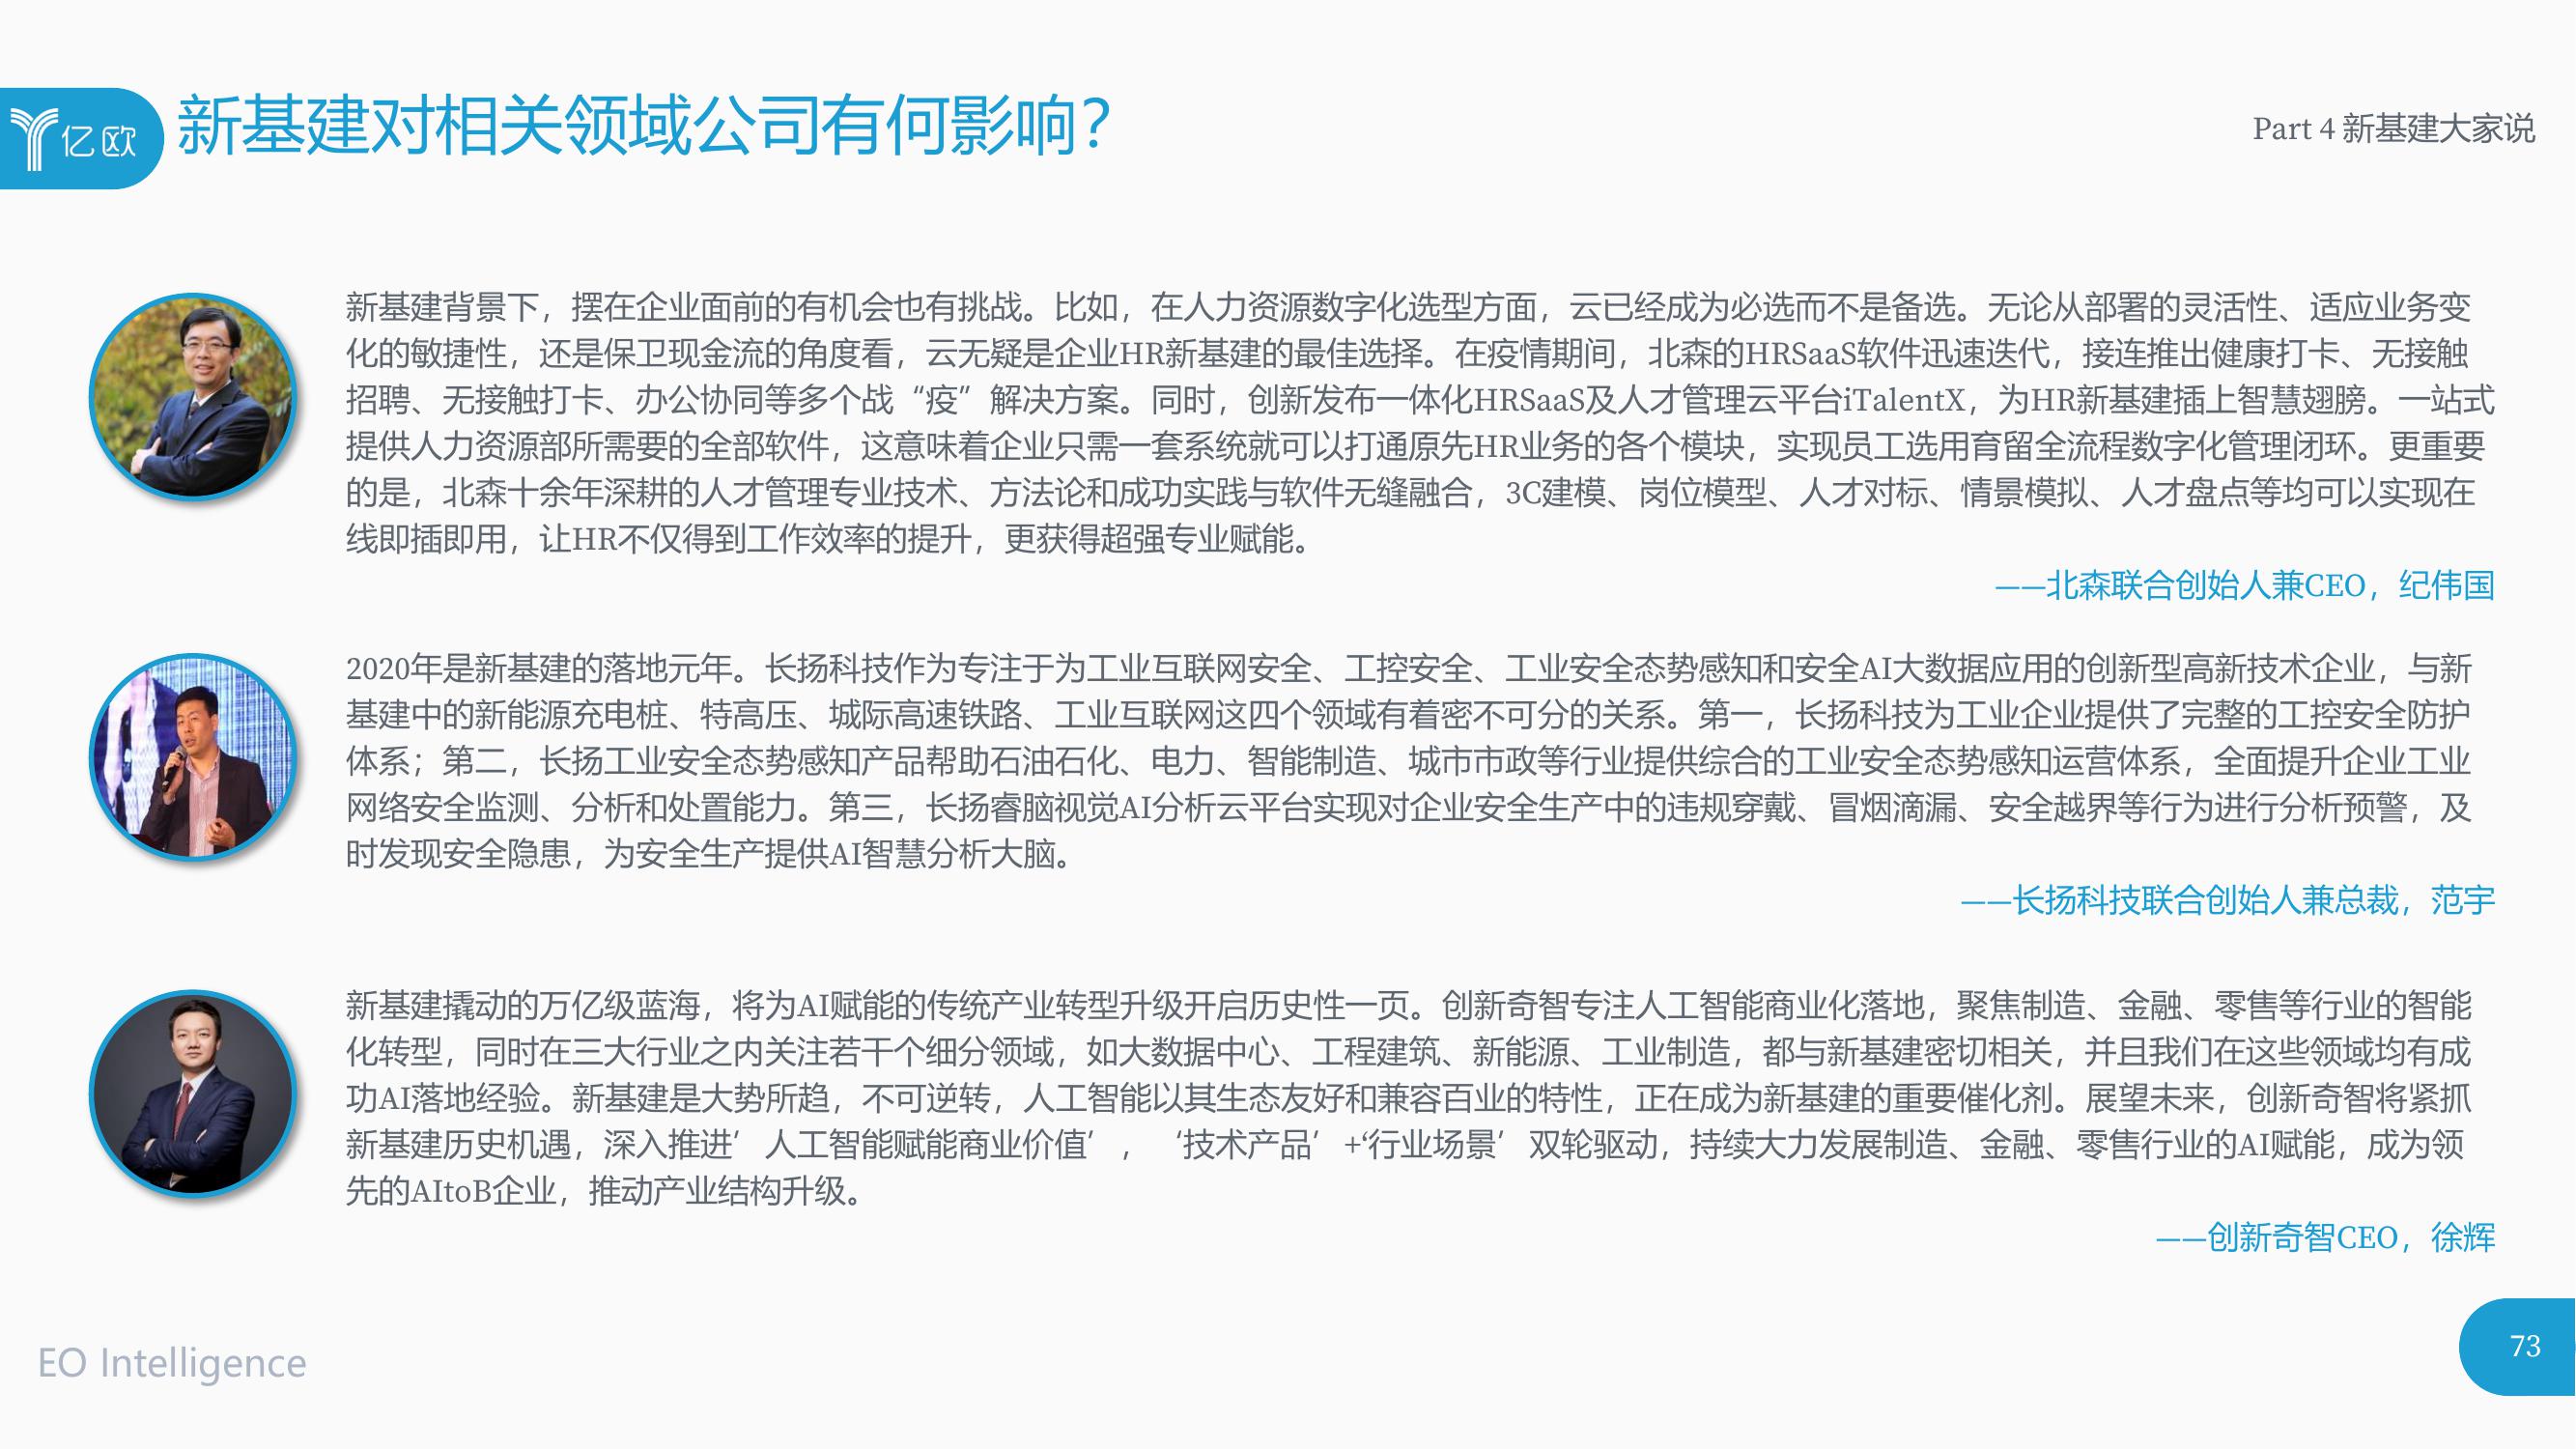 亿欧
新基建对相关领域公司有何影响？
Part 4 新基建大家说
新基建背景下，摆在企业面前的有机会也有挑战。比如，在人力资源数字化选型方面，云已经成为必选而不是备选。无论从部署的灵活性、适应业务变
化的敏捷性，还是保卫现金流的角度看，云无疑是企业HR新基建的最佳选择。在疫情期间，北森的HRSaaS软件迅速迭代，接连推出健康打卡、无接触
招聘、无接触打卡、办公协同等多个战“疫”解决方案。同时，创新发布一体化HRSaaS及人才管理云平台iTalentX，为HR新基建插上智慧翅膀。一站式
提供人力资源部所需要的全部软件，这意味着企业只需一套系统就可以打通原先HR业务的各个模块，实现员工选用育留全流程数字化管理闭环。更重要
的是，北森十余年深耕的人才管理专业技术、方法论和成功实践与软件无缝融合，3C建模、岗位模型、人才对标、情景模拟、人才盘点等均可以实现在
线即插即用，让HR不仅得到工作效率的提升，更获得超强专业赋能。
——北森联合创始人兼CEO，纪伟国
2020年是新基建的落地元年。长扬科技作为专注于为工业互联网安全、工控安全、工业安全态势感知和安全AI大数据应用的创新型高新技术企业，与新
基建中的新能源充电桩、特高压、城际高速铁路、工业互联网这四个领域有着密不可分的关系。第一，长扬科技为工业企业提供了完整的工控安全防护
体系；第二，长扬工业安全态势感知产品帮助石油石化、电力、智能制造、城市市政等行业提供综合的工业安全态势感知运营体系，全面提升企业工业
网络安全监测、分析和处置能力。第三，长扬睿脑视觉AI分析云平台实现对企业安全生产中的违规穿戴、冒烟滴漏、安全越界等行为进行分析预警，及
时发现安全隐患，为安全生产提供AI智慧分析大脑。
——长扬科技联合创始人兼总裁，范宇
新基建撬动的万亿级蓝海，将为AI赋能的传统产业转型升级开启历史性一页。创新奇智专注人工智能商业化落地，聚焦制造、金融、零售等行业的智能
化转型，同时在三大行业之内关注若干个细分领域，如大数据中心、工程建筑、新能源、工业制造，都与新基建密切相关，并且我们在这些领域均有成
功AI落地经验。新基建是大势所趋，不可逆转，人工智能以其生态友好和兼容百业的特性，正在成为新基建的重要催化剂。展望未来，创新奇智将紧抓
新基建历史机遇，深入推进’人工智能赋能商业价值’，‘技术产品’+‘行业场景’双轮驱动，持续大力发展制造、金融、零售行业的AI赋能，成为领
先的AItoB企业，推动产业结构升级。
——创新奇智CEO，徐辉
EO Intelligence
73